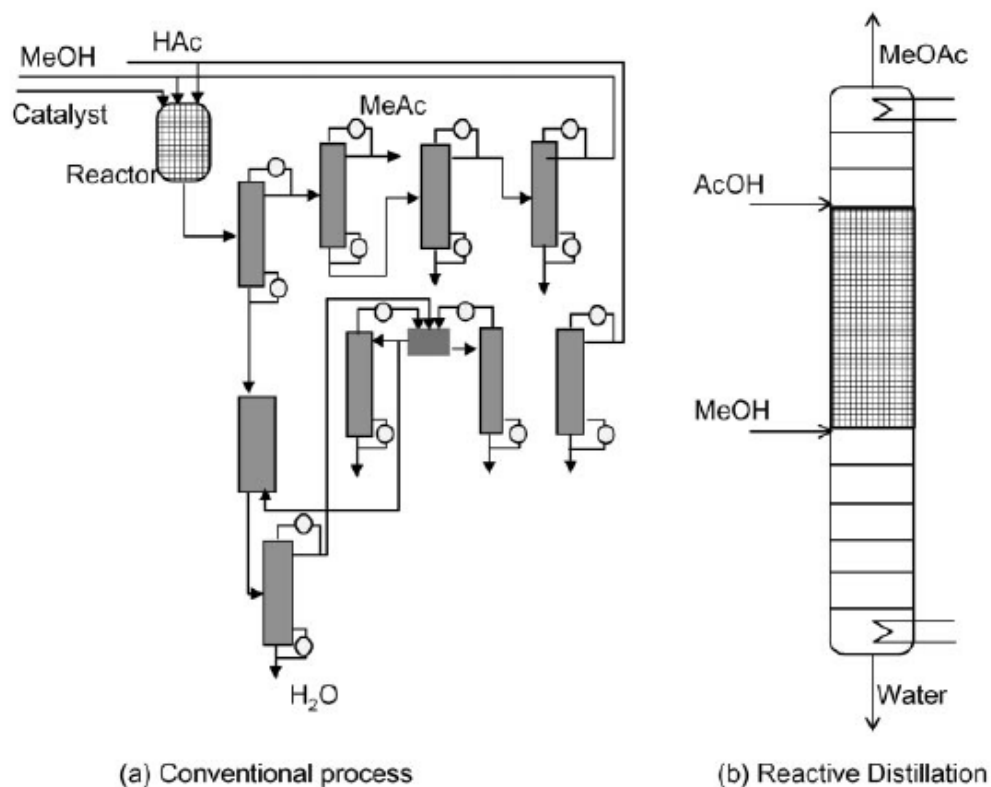 HAc
MeOH
Catalyst
Reactor
MeAc
H₂O
(a) Conventional process
MeOAc
AcOH
MeOH
Water
(b) Reactive Distillation